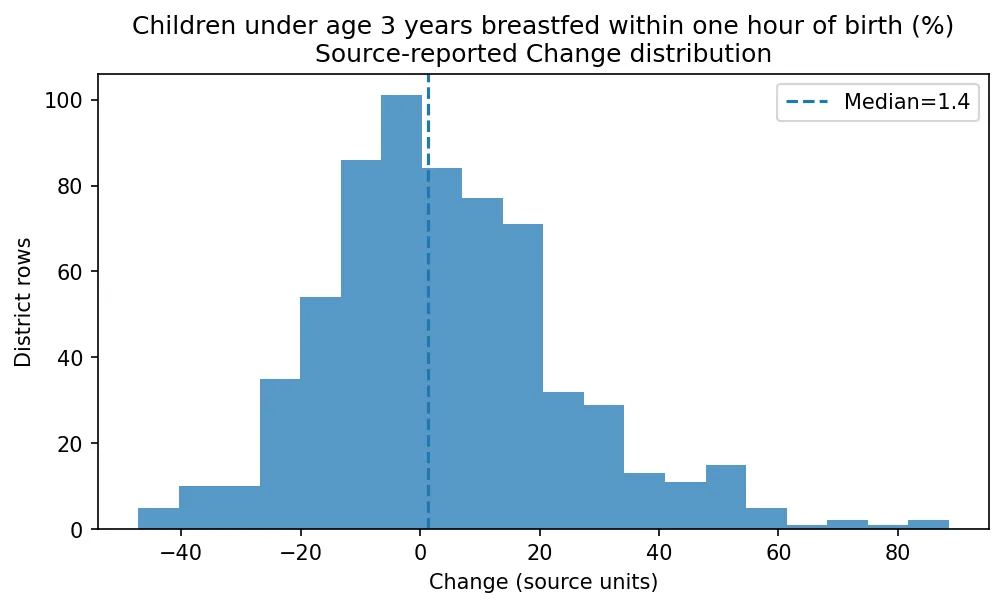 Children under age 3 years breastfed within one hour of birth (%)
Source-reported Change distribution
Median=1.4
District rows
100
80
60
40
20
0
−40
−20
0
20
40
60
80
Change (source units)